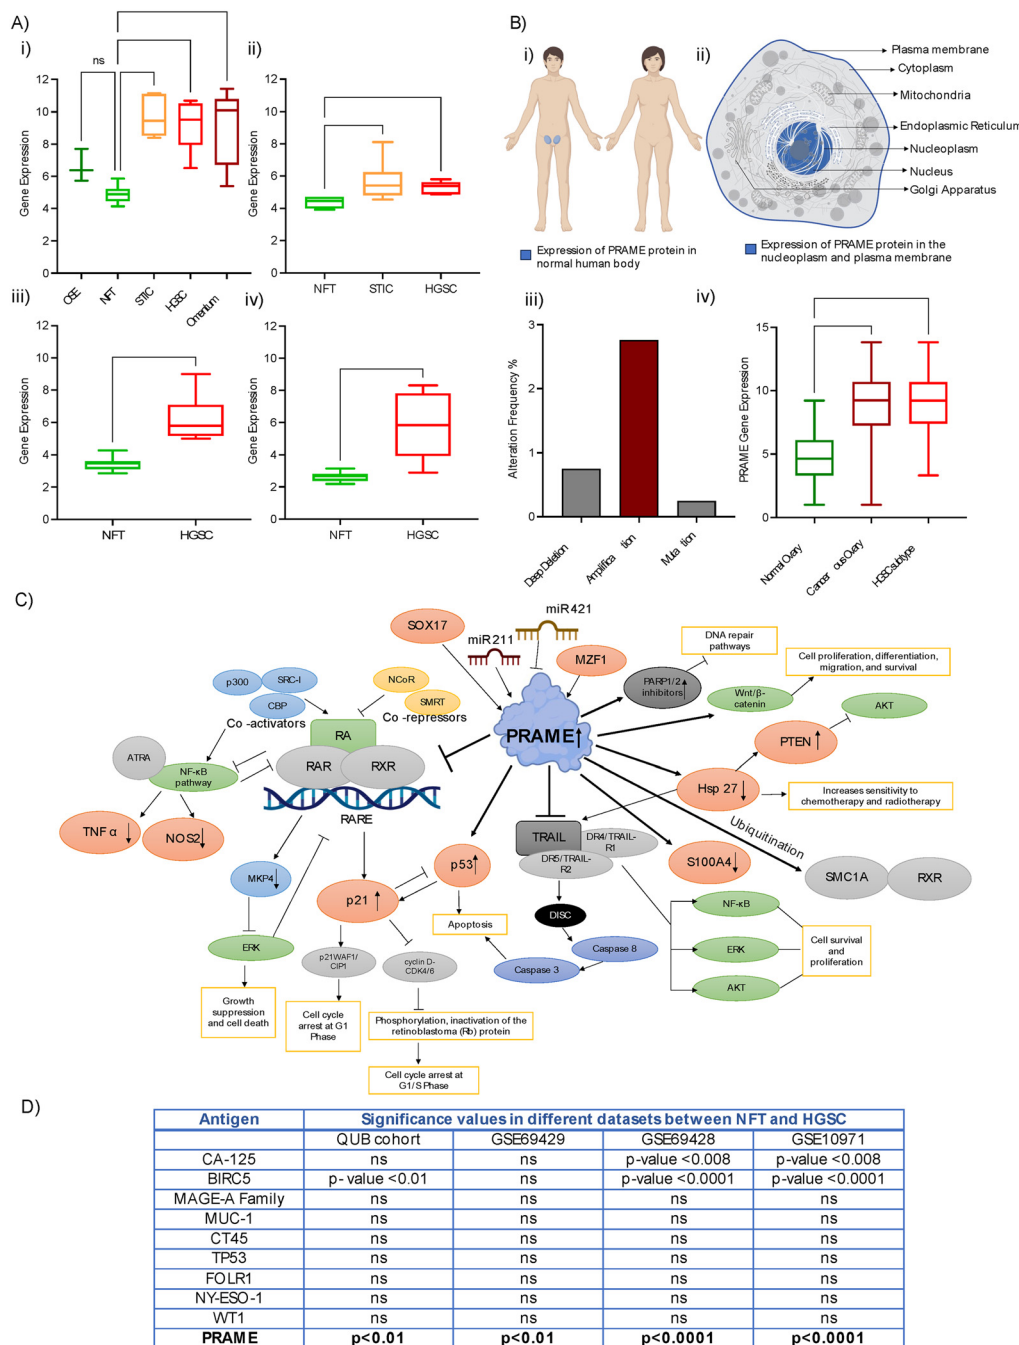 A)
i)
ns
Gene Expression
12
10
8
6
4
2
0
OSE
NFT
STIC
HGSC
Omentum
ii)
Gene Expression
12
10
8
6
4
2
0
NFT STIC HGSC
iii)
Gene Expression
12
10
8
6
4
2
0
NFT HGSC
iv)
Gene Expression
12
10
8
6
4
2
0
NFT HGSC
B)
i)
Expression of PRAME protein in
normal human body
ii)
Plasma membrane
Cytoplasm
Mitochondria
Endoplasmic Reticulum
Nucleoplasm
Nucleus
Golgi Apparatus
Expression of PRAME protein in the
nucleoplasm and plasma membrane
iii)
Alteration Frequency %
3
2
1
0
Deep Deletion
Amplifica tion
Muta tion
iv)
PRAME Gene Expression
15
10
5
0
Normal Ovary
Cancer ous Ovary
HGSC subtype
C)
SOX17
miR211
miR421
MZF1
PRAME
p300
SRC-I
CBP
Co -activators
NCoR
SMRT
Co -repressors
RA
RAR
RXR
RARE
ATRA
NF-κB
pathway
TNF α
NOS2
MKP4
ERK
Growth
suppression
and cell death
p21
p53
p21WAF1/
CIP1
Cell cycle
arrest at G1
Phase
cyclin D-
CDK4/6
Phosphorylation, inactivation of the
retinoblastoma (Rb) protein
Cell cycle arrest at
G1/S Phase
Apoptosis
TRAIL
DR4/TRAIL-
R1
DR5/TRAIL-
R2
DISC
Caspase 8
Caspase 3
PARP1/2
inhibitors
DNA repair
pathways
Wnt/β-
catenin
Cell proliferation, differentiation,
migration, and survival
AKT
PTEN
Hsp 27
Increases sensitivity to
chemotherapy and radiotherapy
S100A4
Ubiquitination
SMC1A
RXR
NF-κB
ERK
AKT
Cell survival
and
proliferation
D)
Antigen Significance values in different datasets between NFT and HGSC
QUB cohort GSE69429 GSE69428 GSE10971
CA-125 ns ns p-value <0.008 p-value <0.008
BIRC5 p- value <0.01 ns p-value <0.0001 p-value <0.0001
MAGE-A Family ns ns ns ns
MUC-1 ns ns ns ns
CT45 ns ns ns ns
TP53 ns ns ns ns
FOLR1 ns ns ns ns
NY-ESO-1 ns ns ns ns
WT1 ns ns ns ns
PRAME p<0.01 p<0.01 p<0.0001 p<0.0001